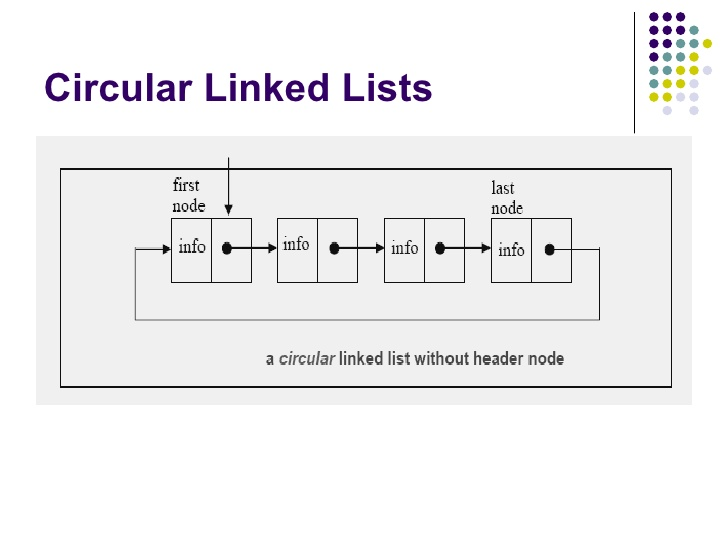 Circular Linked Lists
first
node
last
node
info
info
info
info
a circular linked list without header node